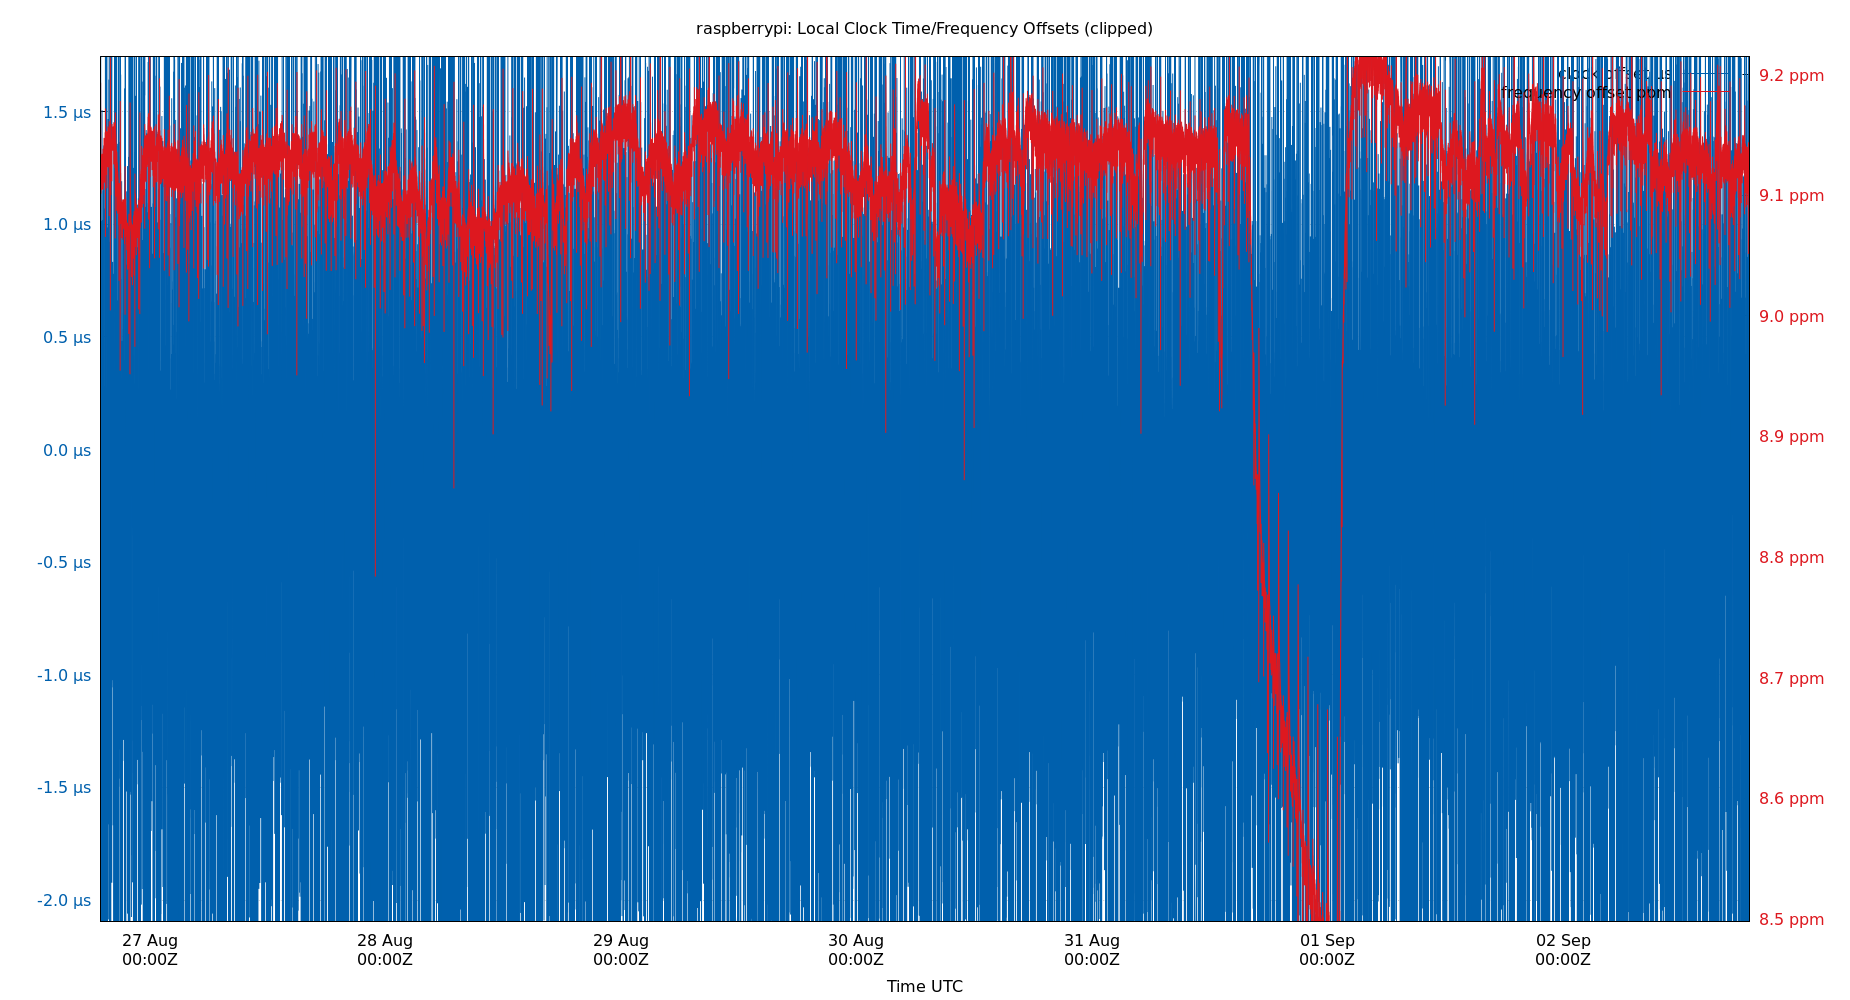 raspberrypi: Local Clock Time/Frequency Offsets (clipped)
clock offset µs
frequency offset ppm
1.5 µs
1.0 µs
0.5 µs
0.0 µs
-0.5 µs
-1.0 µs
-1.5 µs
-2.0 µs
9.2 ppm
9.1 ppm
9.0 ppm
8.9 ppm
8.8 ppm
8.7 ppm
8.6 ppm
8.5 ppm
27 Aug 28 Aug 29 Aug 30 Aug 31 Aug 01 Sep 02 Sep
00:00Z 00:00Z 00:00Z 00:00Z 00:00Z 00:00Z 00:00Z
Time UTC